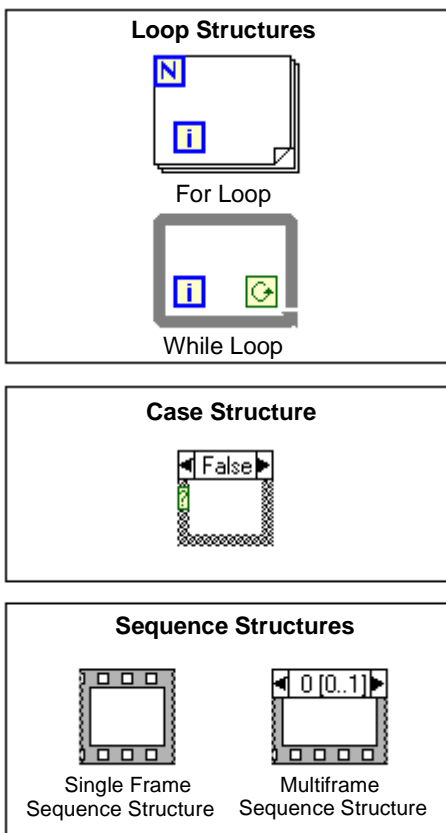 Loop Structures
N
i
For Loop
i
While Loop
Case Structure
False
?
Sequence Structures
0 [0..1]
Single Frame Multiframe
Sequence Structure Sequence Structure